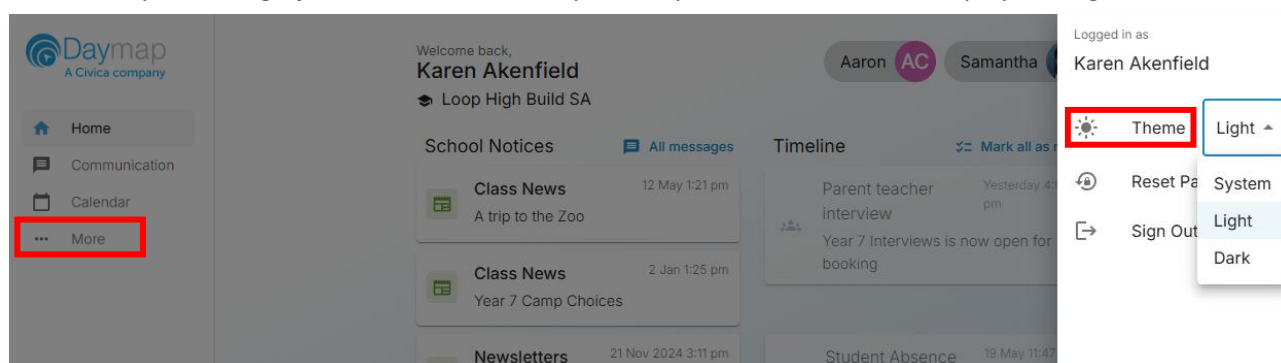 Daymap
A Civica company
Home
Communication
Calendar
More
Welcome back,
Karen Akenfield
Loop High Build SA
Aaron AC Samantha
School Notices All messages
Class News 12 May 1:21 pm
A trip to the Zoo
Class News 2 Jan 1:25 pm
Year 7 Camp Choices
Newsletters 21 Nov 2024 3:11 pm
Timeline Mark all as
Parent teacher Yesterday
interview pm
Year 7 Interviews is now open for
booking
Student Absence 19 May 11:47
Logged in as
Karen Akenfield
Theme Light
Reset Pa
Sign Out
System
Light
Dark